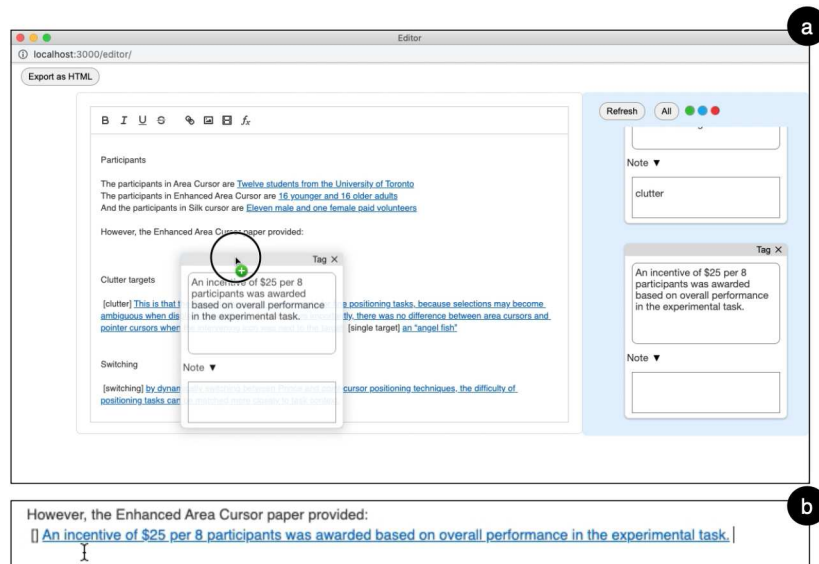 a
Editor
localhost:3000/editor/
Export as HTML
B I U S fx
Participants
The participants in Area Cursor are Twelve students from the University of Toronto
The participants in Enhanced Area Cursor are 16 younger and 16 older adults
And the participants in Silk cursor are Eleven male and one female paid volunteers
However, the Enhanced Area Cursor paper provided:
Clutter targets
[clutter] This is that positioning tasks, because selections may become
ambiguous when there was no difference between area cursors and
pointer cursors when [single target] an "angel fish"
Switching
[switching] by cursor positioning techniques, the difficulty of
positioning tasks can
Tag ×
An incentive of $25 per 8
participants was awarded
based on overall performance
in the experimental task.
Note ▼
Refresh All
Note ▼
clutter
Tag ×
An incentive of $25 per 8
participants was awarded
based on overall performance
in the experimental task.
Note ▼
b
However, the Enhanced Area Cursor paper provided:
[] An incentive of $25 per 8 participants was awarded based on overall performance in the experimental task.